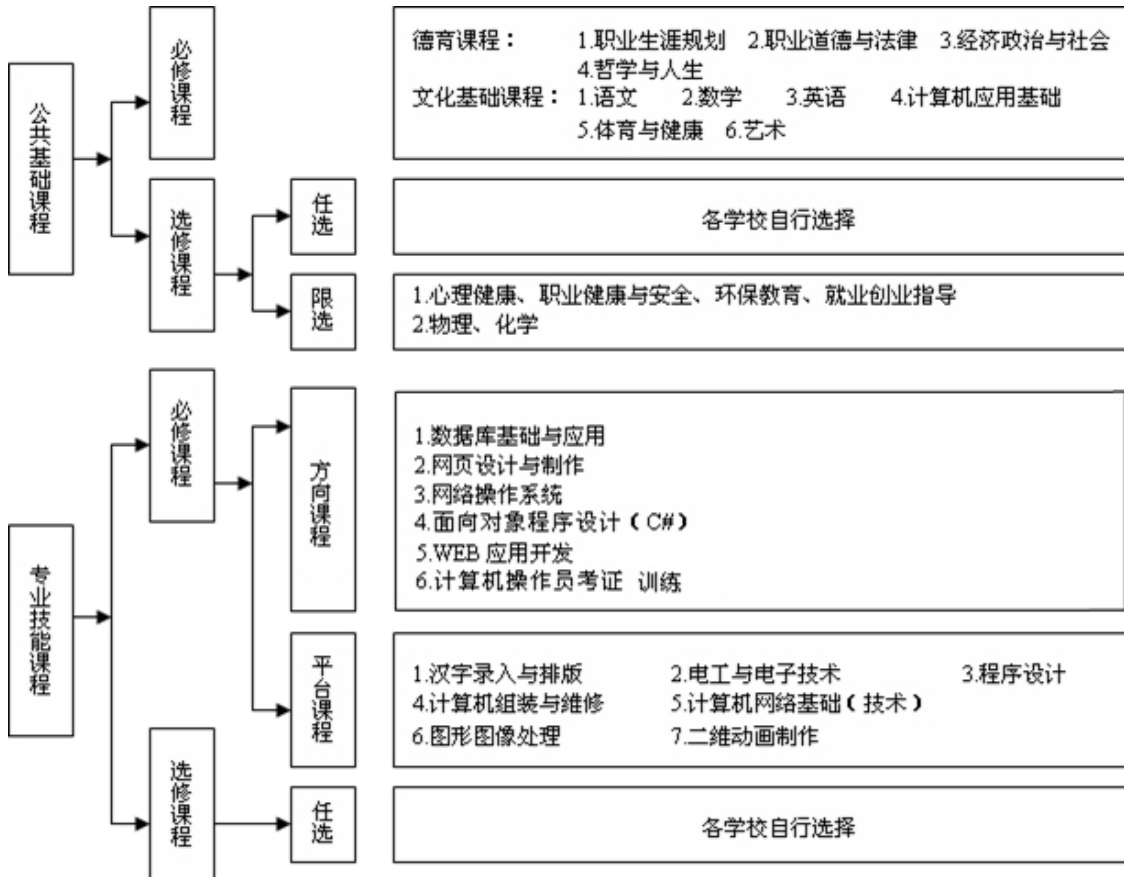 公共基础课程
必修课程
德育课程： 1.职业生涯规划 2.职业道德与法律 3.经济政治与社会
4.哲学与人生
文化基础课程： 1.语文 2.数学 3.英语 4.计算机应用基础
5.体育与健康 6.艺术
选修课程
任选
各学校自行选择
限选
1.心理健康、职业健康与安全、环保教育、就业创业指导
2.物理、化学
专业技能课程
必修课程
方向课程
1.数据库基础与应用
2.网页设计与制作
3.网络操作系统
4.面向对象程序设计（C#）
5.WEB 应用开发
6.计算机操作员考证 训练
平台课程
1.汉字录入与排版 2.电工与电子技术 3.程序设计
4.计算机组装与维修 5.计算机网络基础（技术）
6.图形图像处理 7.二维动画制作
选修课程
任选
各学校自行选择